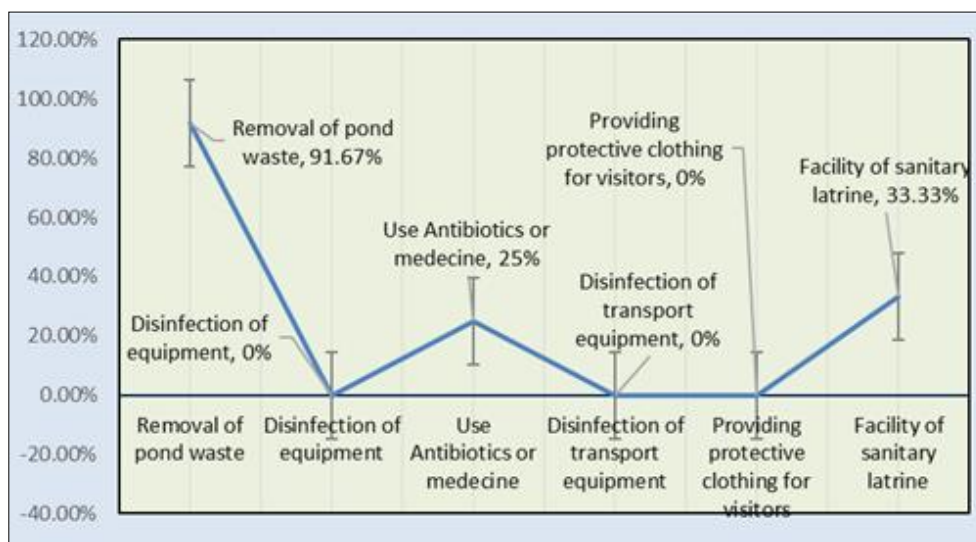 120.00%
100.00%
80.00%
60.00%
40.00%
20.00%
0.00%
-20.00%
-40.00%
Removal of pond
waste, 91.67%
Disinfection of
equipment, 0%
Use Antibiotics or
medecine, 25%
Disinfection of
transport
equipment, 0%
Providing
protective clothing
for visitors, 0%
Facility of sanitary
latrine, 33.33%
Removal of
pond waste
Disinfection of
equipment
Use
Antibiotics or
medecine
Disinfection of
transport
equipment
Providing
protective
clothing for
visitors
Facility of
sanitary
latrine